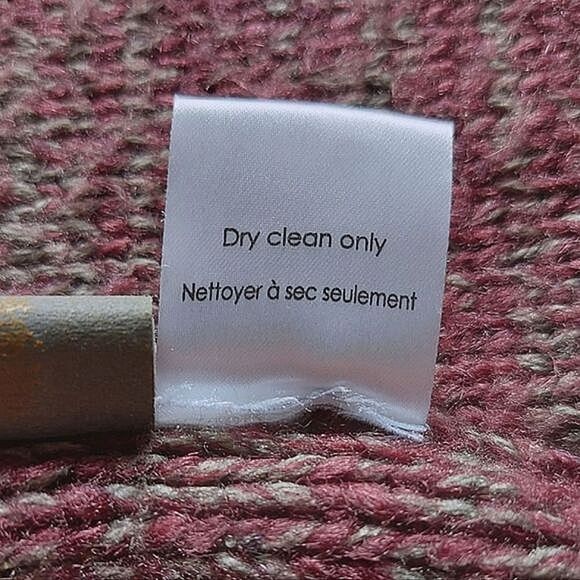 Dry clean only
Nettoyer à sec seulement